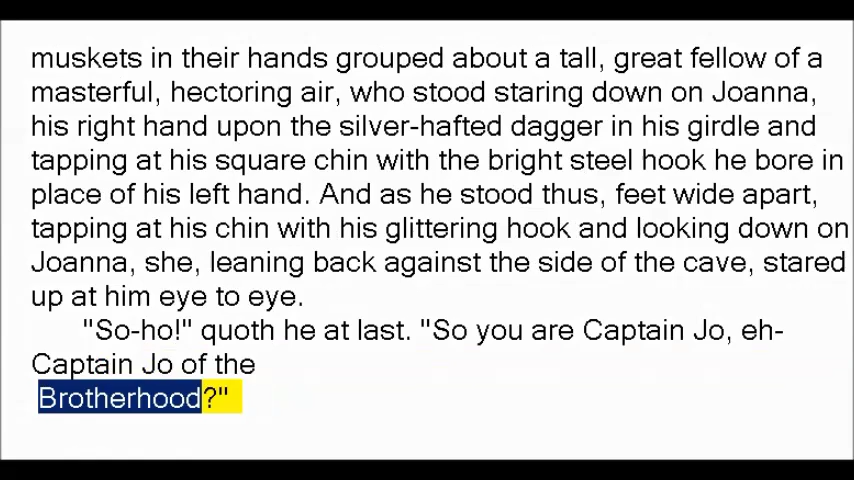 muskets in their hands grouped about a tall, great fellow of a
masterful, hectoring air, who stood staring down on Joanna,
his right hand upon the silver-hafted dagger in his girdle and
tapping at his square chin with the bright steel hook he bore in
place of his left hand. And as he stood thus, feet wide apart,
tapping at his chin with his glittering hook and looking down on
Joanna, she, leaning back against the side of the cave, stared
up at him eye to eye.
"So-ho!" quoth he at last. "So you are Captain Jo, eh-
Captain Jo of the
Brotherhood?"